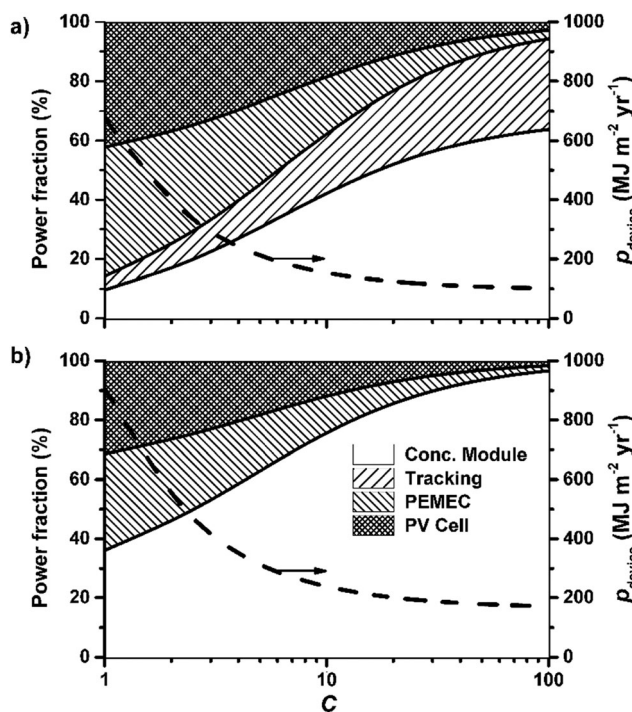 a)
Power fraction (%)
100
80
60
40
20
0
1000
800
600
400
200
0
p_device (MJ m⁻² yr⁻¹)
b)
Power fraction (%)
100
80
60
40
20
0
1000
800
600
400
200
0
p_device (MJ m⁻² yr⁻¹)
Conc. Module
Tracking
PEMEC
PV Cell
1
10
100
C